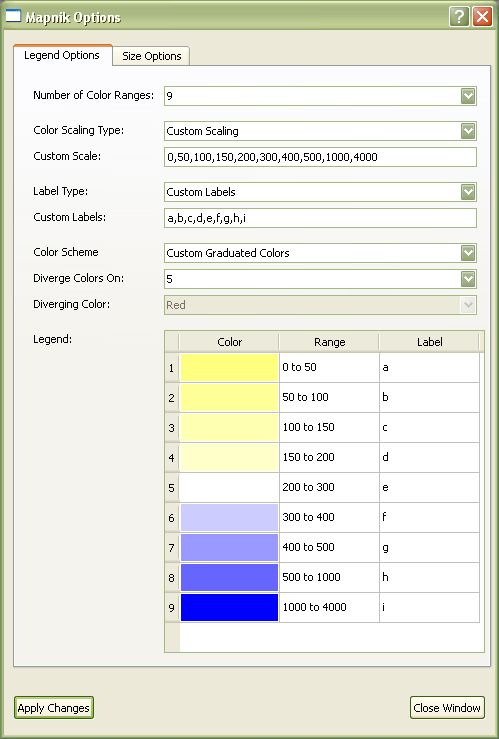 Mapnik Options
Legend Options Size Options
Number of Color Ranges: 9
Color Scaling Type: Custom Scaling
Custom Scale: 0,50,100,150,200,300,400,500,1000,4000
Label Type: Custom Labels
Custom Labels: a,b,c,d,e,f,g,h,i
Color Scheme Custom Graduated Colors
Diverge Colors On: 5
Diverging Color: Red
Legend:
Color Range Label
1 0 to 50 a
2 50 to 100 b
3 100 to 150 c
4 150 to 200 d
5 200 to 300 e
6 300 to 400 f
7 400 to 500 g
8 500 to 1000 h
9 1000 to 4000 i
Apply Changes Close Window